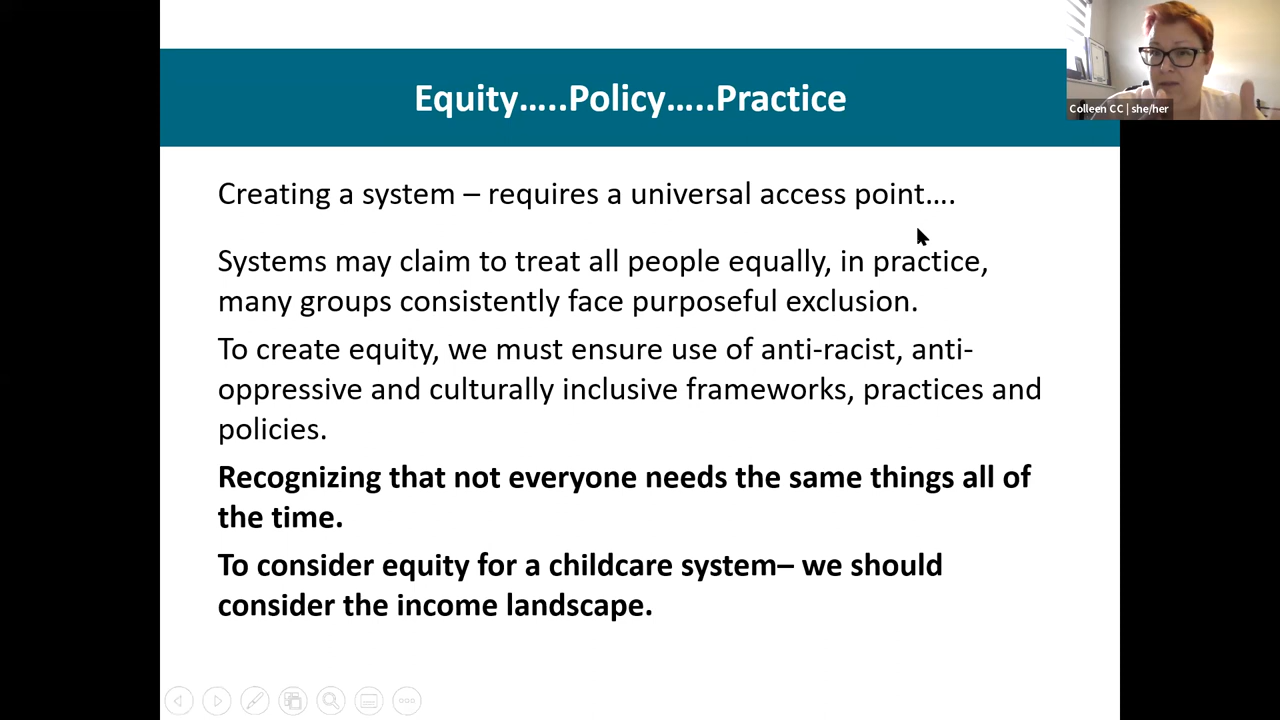 Equity.....Policy.....Practice
Colleen CC | she/her
Creating a system – requires a universal access point....
Systems may claim to treat all people equally, in practice,
many groups consistently face purposeful exclusion.
To create equity, we must ensure use of anti-racist, anti-
oppressive and culturally inclusive frameworks, practices and
policies.
Recognizing that not everyone needs the same things all of
the time.
To consider equity for a childcare system– we should
consider the income landscape.